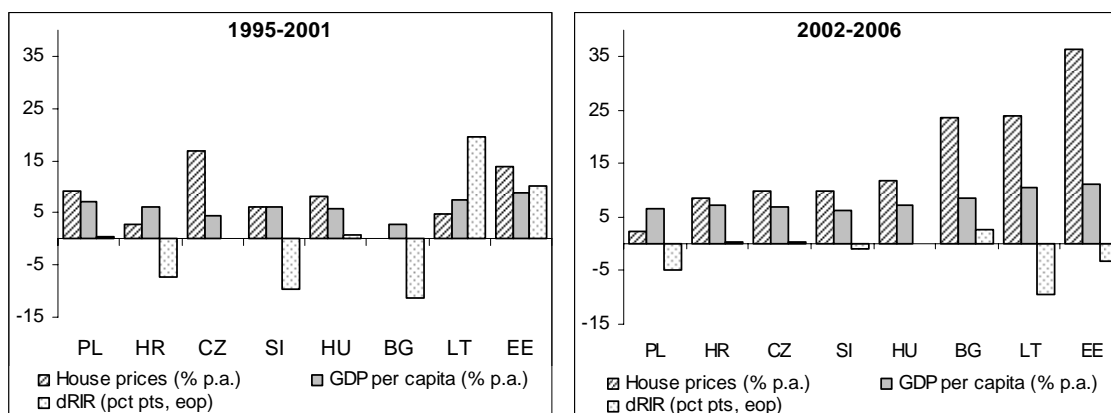 1995-2001
35
25
15
5
-5
-15
PL HR CZ SI HU BG LT EE
House prices (% p.a.) GDP per capita (% p.a.)
dRIR (pct pts, eop)
2002-2006
35
25
15
5
-5
-15
PL HR CZ SI HU BG LT EE
House prices (% p.a.) GDP per capita (% p.a.)
dRIR (pct pts, eop)